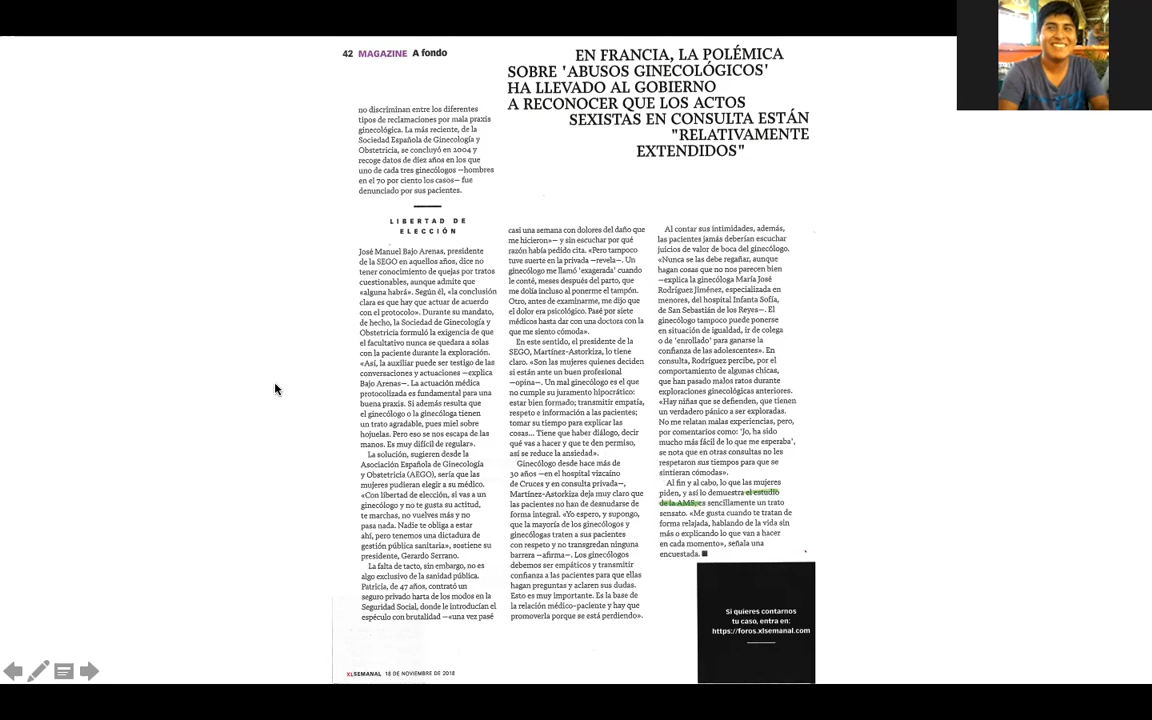 42 MAGAZINE A fondo
EN FRANCIA, LA POLÉMICA
SOBRE 'ABUSOS GINECOLÓGICOS'
HA LLEVADO AL GOBIERNO
A RECONOCER QUE LOS ACTOS
SEXISTAS EN CONSULTA ESTÁN
"RELATIVAMENTE
EXTENDIDOS"
no discriminan entre los diferentes
tipos de reclamaciones por mala praxis
ginecológica. La más reciente, de la
Sociedad Española de Ginecología y
Obstetricia, se concluyó en 2004 y
recoge datos de diez años en los que
uno de cada tres ginecólogos —hombres
en el 70 por ciento los casos— fue
denunciado por sus pacientes.
LIBERTAD DE
ELECCIÓN
José Manuel Bajo Arenas, presidente
de la SEGO en aquellos años, dice no
tener conocimiento de quejas por tratos
cuestionables, aunque admite que
«alguna habrá». Según él, «la conclusión
clara es que hay que actuar de acuerdo
con el protocolo». Durante su mandato,
de hecho, la Sociedad de Ginecología y
Obstetricia formuló la exigencia de que
el facultativo nunca se quedara a solas
con la paciente durante la exploración.
«Así, la auxiliar puede ser testigo de las
conversaciones y actuaciones —explica
Bajo Arenas—. La actuación médica
protocolizada es fundamental para una
buena praxis. Si además resulta que
el ginecólogo o la ginecóloga tienen
un trato agradable, pues miel sobre
hojuelas. Pero eso se nos escapa de las
manos. Es muy difícil de regular».
La solución, sugieren desde la
Asociación Española de Ginecología
y Obstetricia (AEGO), sería que las
mujeres pudieran elegir a su médico.
«Con libertad de elección, si vas a un
ginecólogo y no te gusta su actitud,
te marchas, no vuelves más y no
pasa nada. Nadie te obliga a estar
ahí, pero tenemos una dictadura de
gestión pública sanitaria», sostiene su
presidente, Gerardo Serrano.
La falta de tacto, sin embargo, no es
algo exclusivo de la sanidad pública.
Patricia, de 47 años, contrató un
seguro privado harta de los modos en la
Seguridad Social, donde le introducían el
espéculo con brutalidad —«una vez pasé
casi una semana con dolores del daño que
me hicieron»— y sin escuchar por qué
razón había pedido cita. «Pero tampoco
tuve suerte en la privada —revela—. Un
ginecólogo me llamó 'exagerada' cuando
le conté, meses después del parto, que
me dolía incluso al ponerme el tampón.
Otro, antes de examinarme, me dijo que
el dolor era psicológico. Pasé por siete
médicos hasta dar con una doctora con la
que me siento cómoda».
En este sentido, el presidente de la
SEGO, Martínez-Astorkiza, lo tiene
claro. «Son las mujeres quienes deciden
si están ante un buen profesional
—opina—. Un mal ginecólogo es el que
no cumple su juramento hipocrático:
estar bien formado; transmitir empatía,
respeto e información a las pacientes;
tomar su tiempo para explicar las
cosas... Tiene que haber diálogo, decir
qué vas a hacer y que te den permiso,
así se reduce la ansiedad».
Ginecólogo desde hace más de
30 años —en el hospital vizcaíno
de Cruces y en consulta privada—,
Martínez-Astorkiza deja muy claro que
las pacientes no han de desnudarse de
forma integral. «Yo espero, y supongo,
que la mayoría de los ginecólogos y
ginecólogas traten a sus pacientes
con respeto y no transgredan ninguna
barrera —afirma—. Los ginecólogos
debemos ser empáticos y transmitir
confianza a las pacientes para que ellas
hagan preguntas y aclaren sus dudas.
Esto es muy importante. Es la base de
la relación médico-paciente y hay que
promoverla porque se está perdiendo».
Al contar sus intimidades, además,
las pacientes jamás deberían escuchar
juicios de valor de boca del ginecólogo.
«Nunca se las debe regañar, aunque
hagan cosas que no nos parecen bien
—explica la ginecóloga María José
Rodríguez Jiménez, especializada en
menores, del hospital Infanta Sofía,
de San Sebastián de los Reyes—. El
ginecólogo tampoco puede ponerse
en situación de igualdad, ir de colega
o de 'enrollado' para ganarse la
confianza de las adolescentes». En
consulta, Rodríguez percibe, por el
comportamiento de algunas chicas,
que han pasado malos ratos durante
exploraciones ginecológicas anteriores.
«Hay niñas que se defienden, que tienen
un verdadero pánico a ser exploradas.
No me relatan malas experiencias, pero,
por comentarios como: 'Jo, ha sido
mucho más fácil de lo que me esperaba',
se nota que en otras consultas no les
respetaron sus tiempos para que se
sintieran cómodas».
Al fin y al cabo, lo que las mujeres
piden, y así lo demuestra el estudio
de la AMS, es sencillamente un trato
sensato. «Me gusta cuando te tratan de
forma relajada, hablando de la vida sin
más o explicando lo que van a hacer
en cada momento», señala una
encuestada.
Si quieres contarnos
tu caso, entra en:
https://foros.xlsemanal.com
XLSEMANAL 18 DE NOVIEMBRE DE 2018